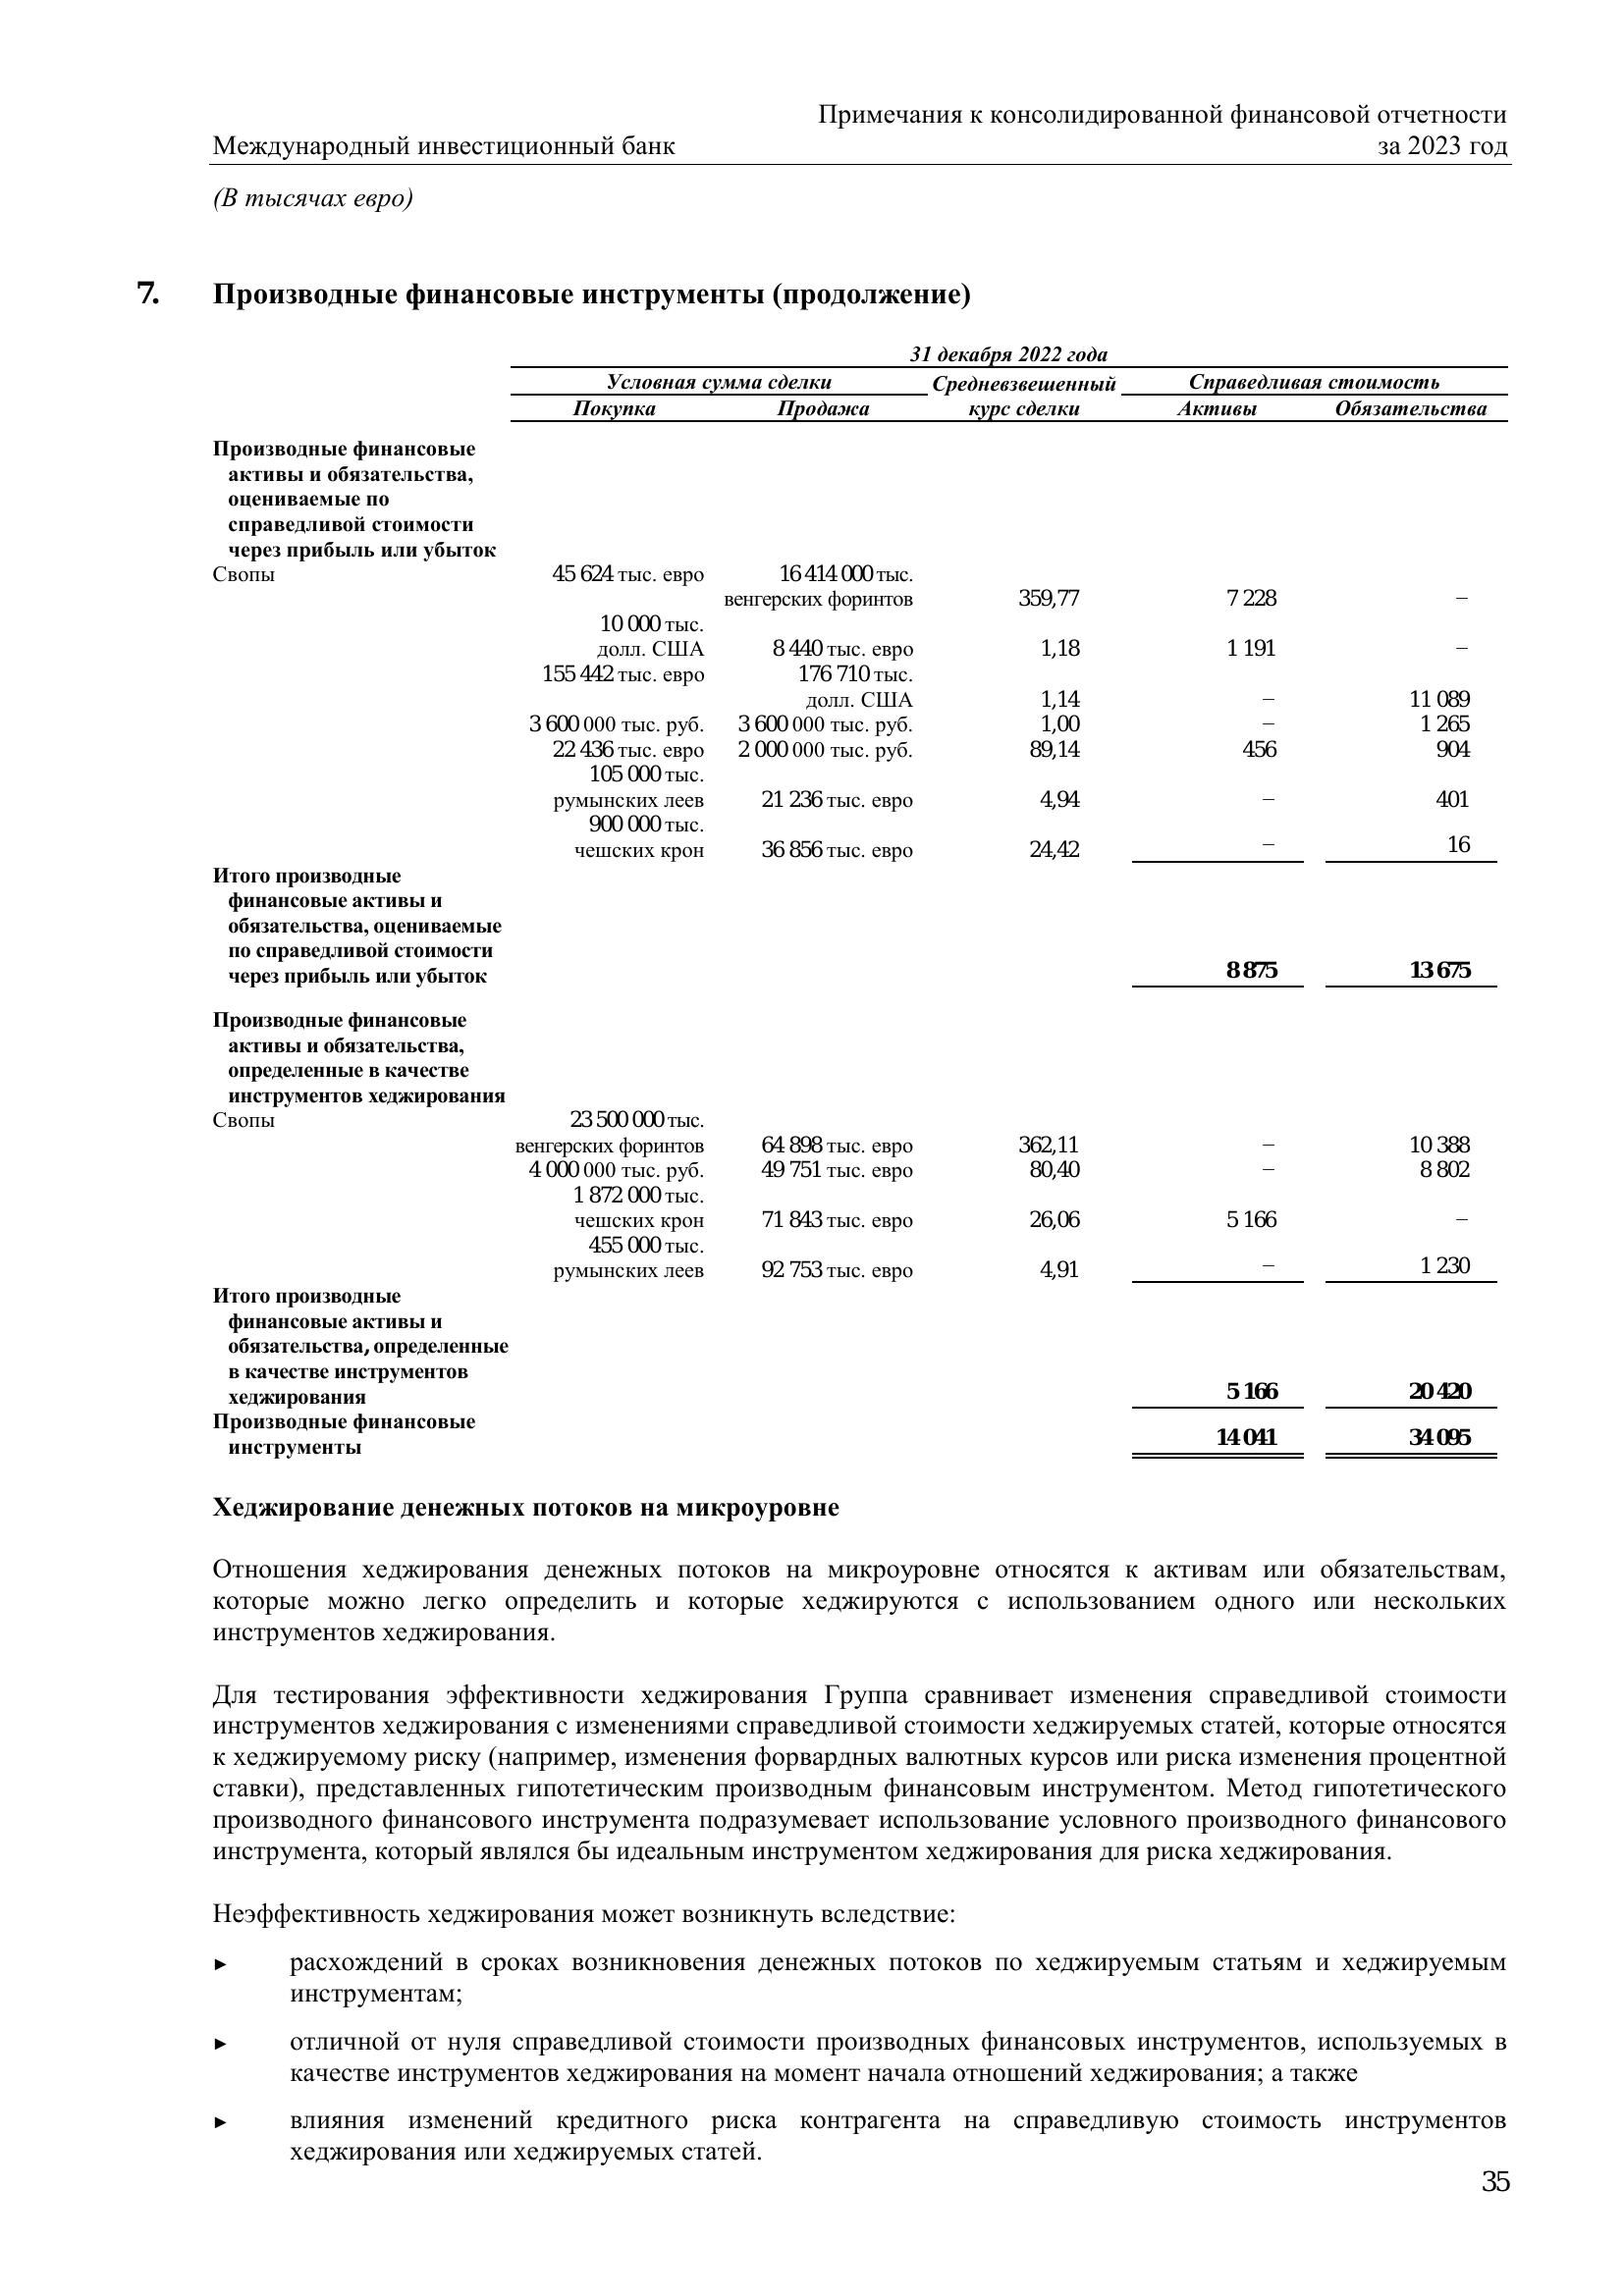 Примечания к консолидированной финансовой отчетности
Международный инвестиционный банк за 2023 год
(В тысячах евро)
7. Производные финансовые инструменты (продолжение)
31 декабря 2022 года
Условная сумма сделки Средневзвешенный Справедливая стоимость
Покупка Продажа курс сделки Активы Обязательства
Производные финансовые
активы и обязательства,
оцениваемые по
справедливой стоимости
через прибыль или убыток
Свопы 45 624 тыс. евро 16 414 000 тыс.
венгерских форинтов 359,77 7 228 –
10 000 тыс.
долл. США 8 440 тыс. евро 1,18 1 191 –
155 442 тыс. евро 176 710 тыс.
долл. США 1,14 – 11 089
3 600 000 тыс. руб. 3 600 000 тыс. руб. 1,00 – 1 265
22 436 тыс. евро 2 000 000 тыс. руб. 89,14 456 904
105 000 тыс.
румынских леев 21 236 тыс. евро 4,94 – 401
900 000 тыс.
чешских крон 36 856 тыс. евро 24,42 – 16
Итого производные
финансовые активы и
обязательства, оцениваемые
по справедливой стоимости
через прибыль или убыток 8 875 13 675
Производные финансовые
активы и обязательства,
определенные в качестве
инструментов хеджирования
Свопы 23 500 000 тыс.
венгерских форинтов 64 898 тыс. евро 362,11 – 10 388
4 000 000 тыс. руб. 49 751 тыс. евро 80,40 – 8 802
1 872 000 тыс.
чешских крон 71 843 тыс. евро 26,06 5 166 –
455 000 тыс.
румынских леев 92 753 тыс. евро 4,91 – 1 230
Итого производные
финансовые активы и
обязательства, определенные
в качестве инструментов
хеджирования 5 166 20 420
Производные финансовые
инструменты 14 041 34 095
Хеджирование денежных потоков на микроуровне
Отношения хеджирования денежных потоков на микроуровне относятся к активам или обязательствам,
которые можно легко определить и которые хеджируются с использованием одного или нескольких
инструментов хеджирования.
Для тестирования эффективности хеджирования Группа сравнивает изменения справедливой стоимости
инструментов хеджирования с изменениями справедливой стоимости хеджируемых статей, которые относятся
к хеджируемому риску (например, изменения форвардных валютных курсов или риска изменения процентной
ставки), представленных гипотетическим производным финансовым инструментом. Метод гипотетического
производного финансового инструмента подразумевает использование условного производного финансового
инструмента, который являлся бы идеальным инструментом хеджирования для риска хеджирования.
Неэффективность хеджирования может возникнуть вследствие:
► расхождений в сроках возникновения денежных потоков по хеджируемым статьям и хеджируемым
инструментам;
► отличной от нуля справедливой стоимости производных финансовых инструментов, используемых в
качестве инструментов хеджирования на момент начала отношений хеджирования; а также
► влияния изменений кредитного риска контрагента на справедливую стоимость инструментов
хеджирования или хеджируемых статей.
35